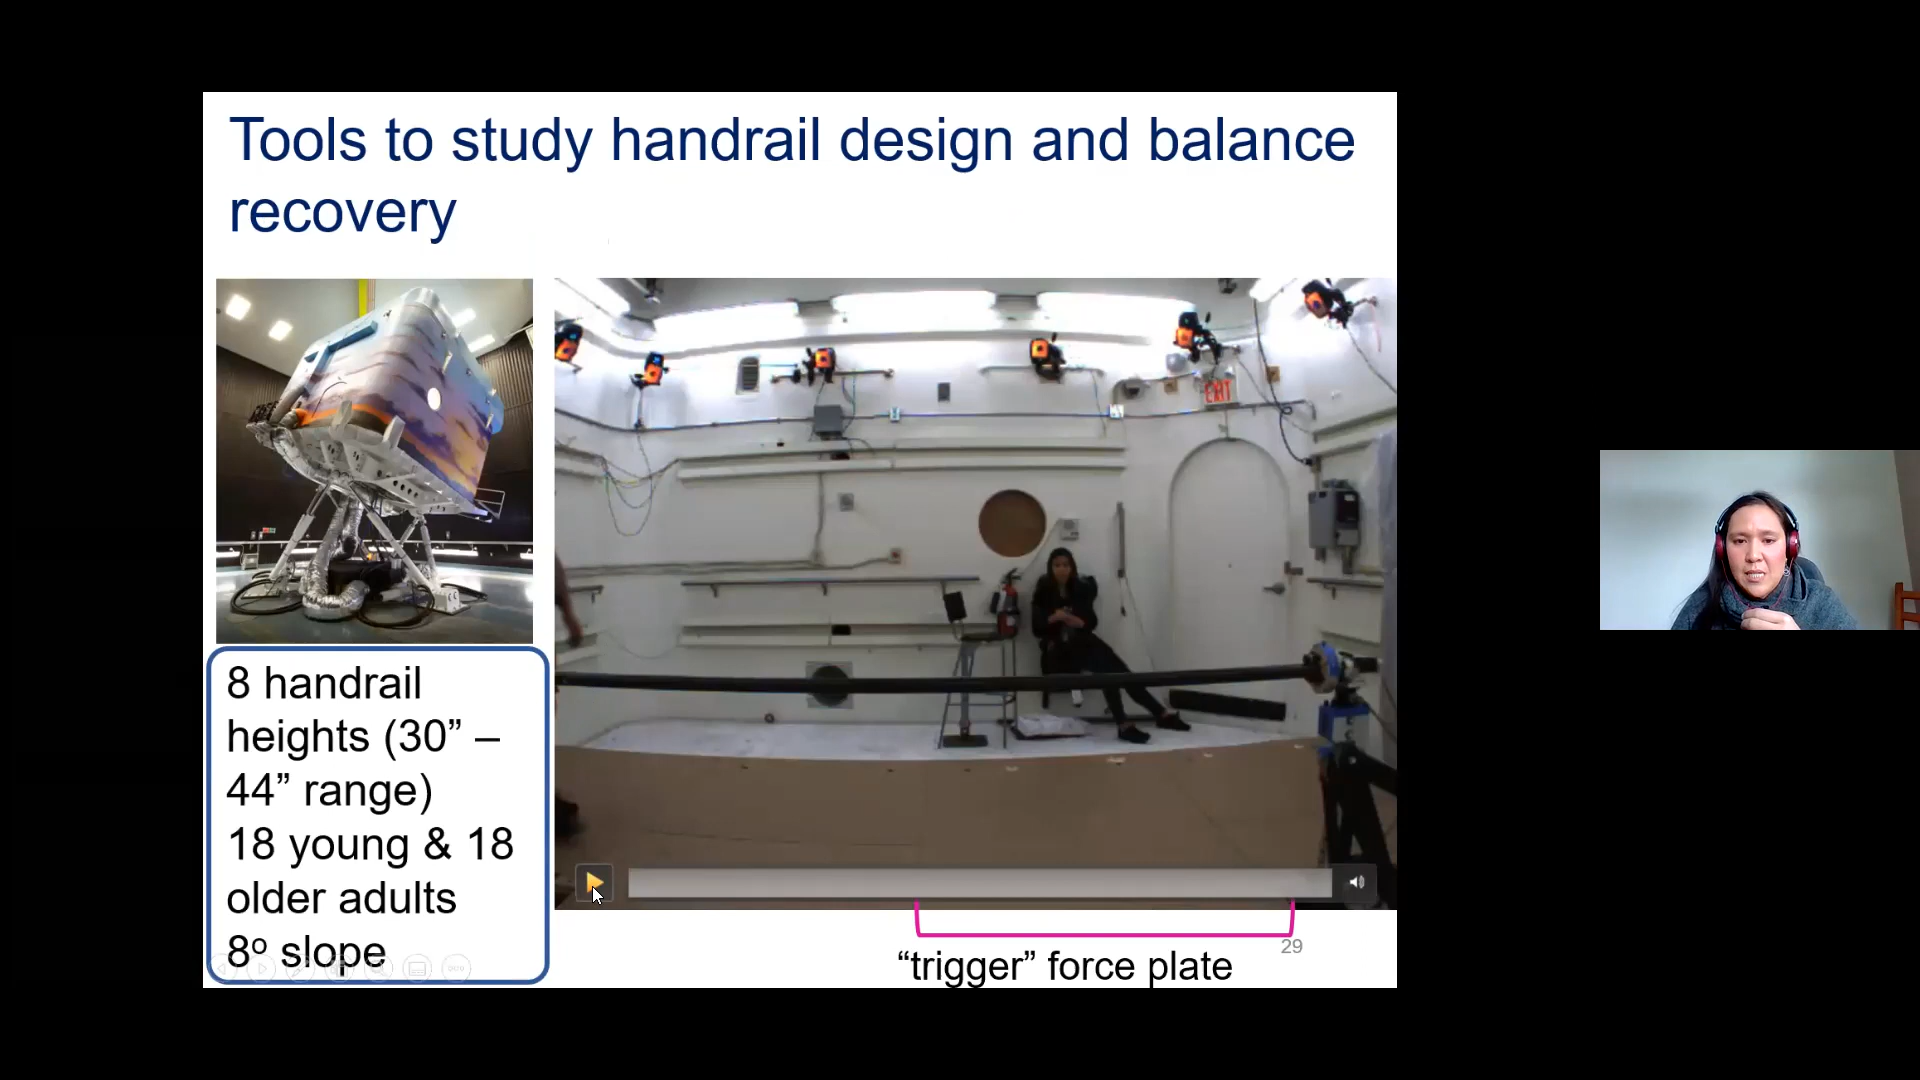 Tools to study handrail design and balance
recovery
EXIT
8 handrail
heights (30” –
44” range)
18 young & 18
older adults
8º slope
29
“trigger” force plate